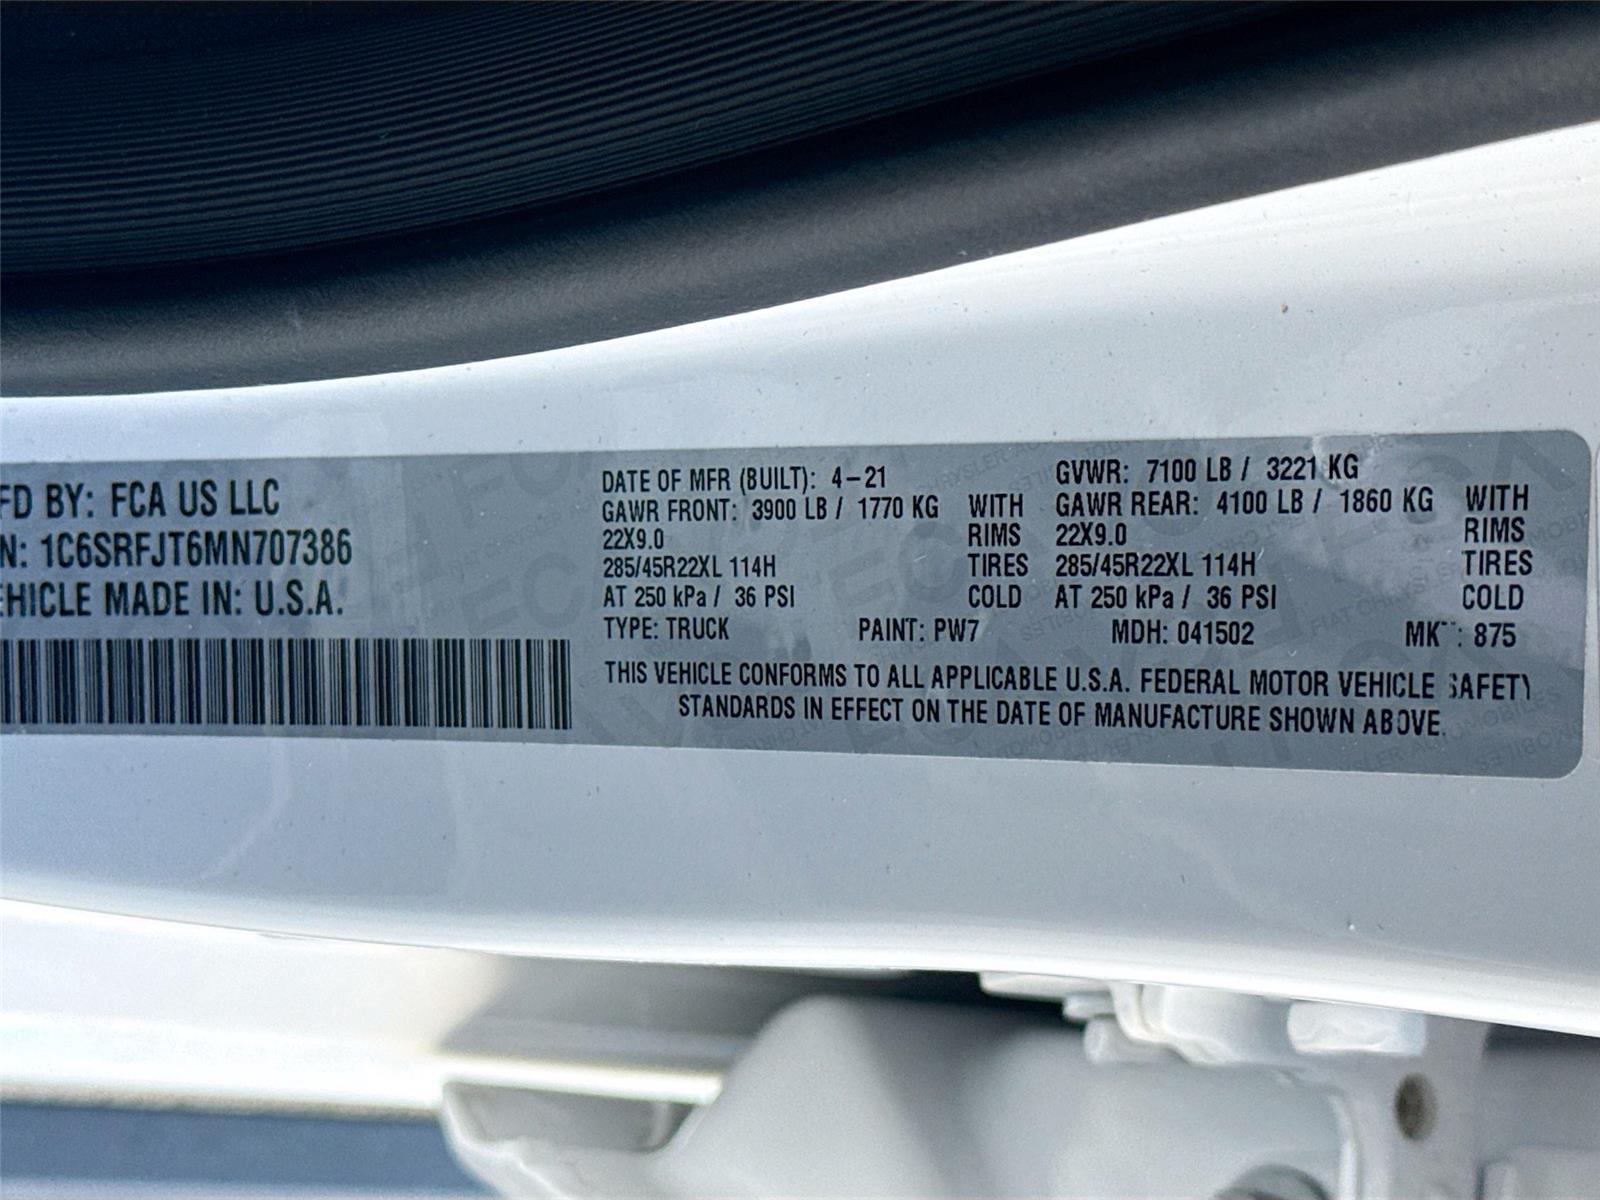 FD BY: FCA US LLC
N: 1C6SRFJT6MN707386
EHICLE MADE IN: U.S.A.
DATE OF MFR (BUILT): 4-21 GVWR: 7100 LB / 3221 KG
GAWR FRONT: 3900 LB / 1770 KG WITH GAWR REAR: 4100 LB / 1860 KG WITH
22X9.0 RIMS 22X9.0 RIMS
285/45R22XL 114H TIRES 285/45R22XL 114H TIRES
AT 250 kPa / 36 PSI COLD AT 250 kPa / 36 PSI COLD
TYPE: TRUCK PAINT: PW7 MDH: 041502 : 875
THIS VEHICLE CONFORMS TO ALL APPLICABLE U.S.A. FEDERAL MOTOR VEHICLE SAFETY
STANDARDS IN EFFECT ON THE DATE OF MANUFACTURE SHOWN ABOVE.